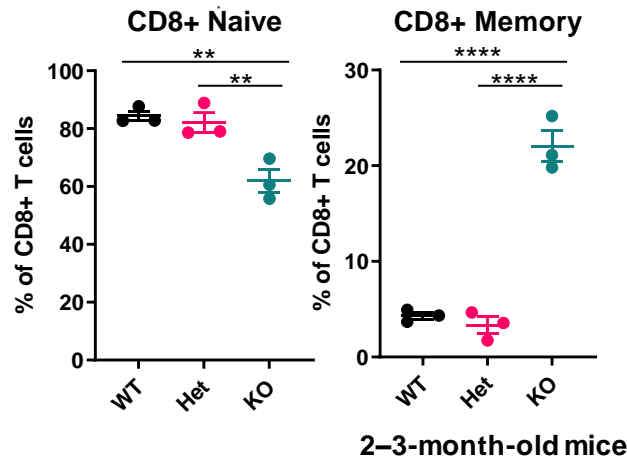 CD8+ Naive
**
**
% of CD8+ T cells
100
80
60
40
20
0
WT
Het
KO
CD8+ Memory
****
****
% of CD8+ T cells
30
20
10
0
WT
Het
KO
2–3-month-old mice